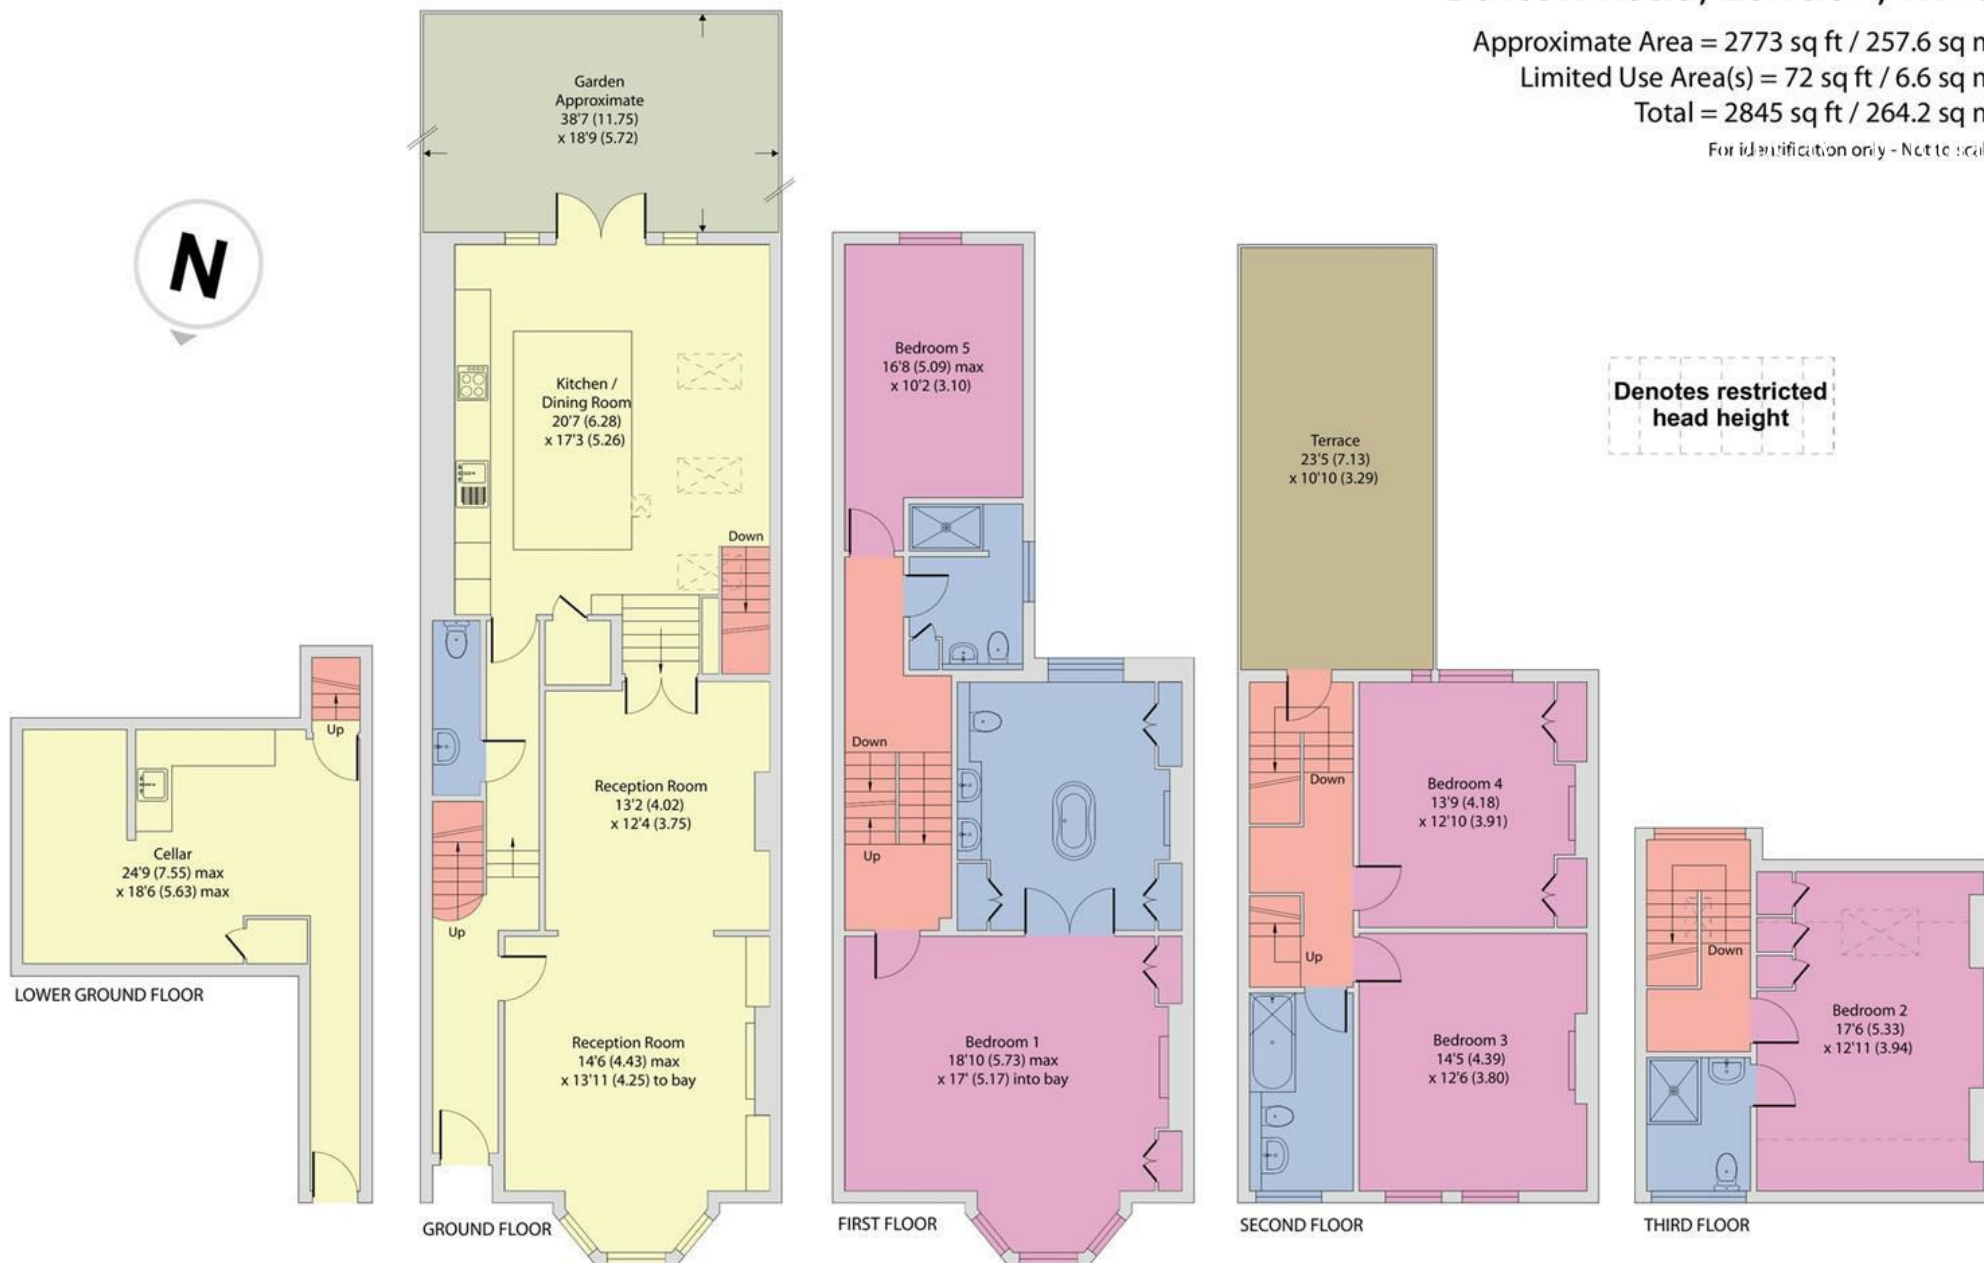 Approximate Area = 2773 sq ft / 257.6 sq m
Limited Use Area(s) = 72 sq ft / 6.6 sq m
Total = 2845 sq ft / 264.2 sq m
For identification only - Not to scal
N
Garden
Approximate
38'7 (11.75)
x 18'9 (5.72)
Kitchen /
Dining Room
20'7 (6.28)
x 17'3 (5.26)
Down
Reception Room
13'2 (4.02)
x 12'4 (3.75)
Up
Reception Room
14'6 (4.43) max
x 13'11 (4.25) to bay
GROUND FLOOR
Up
Cellar
24'9 (7.55) max
x 18'6 (5.63) max
LOWER GROUND FLOOR
Bedroom 5
16'8 (5.09) max
x 10'2 (3.10)
Down
Up
Bedroom 1
18'10 (5.73) max
x 17' (5.17) into bay
FIRST FLOOR
Terrace
23'5 (7.13)
x 10'10 (3.29)
Down
Bedroom 4
13'9 (4.18)
x 12'10 (3.91)
Up
Bedroom 3
14'5 (4.39)
x 12'6 (3.80)
SECOND FLOOR
Denotes restricted
head height
Down
Bedroom 2
17'6 (5.33)
x 12'11 (3.94)
THIRD FLOOR